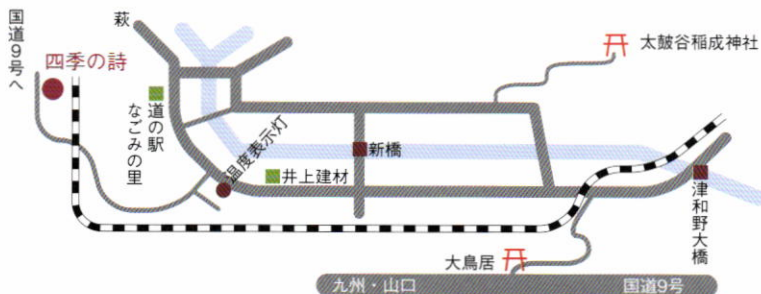 国道9号へ
四季の詩
萩
道の駅
なごみの里
温度表示灯
井上建材
新橋
太皷谷稲成神社
津和野大橋
大鳥居
九州・山口
国道9号